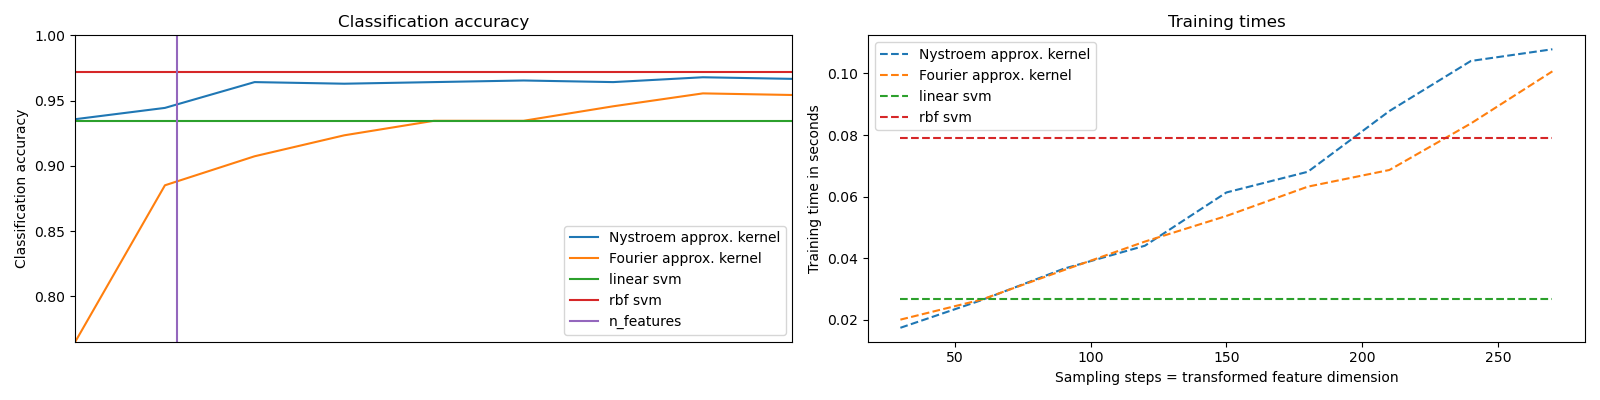 Classification accuracy
Classification accuracy
1.00
0.95
0.90
0.85
0.80
Nystroem approx. kernel
Fourier approx. kernel
linear svm
rbf svm
n_features
Training times
Training time in seconds
0.10
0.08
0.06
0.04
0.02
Nystroem approx. kernel
Fourier approx. kernel
linear svm
rbf svm
50
100
150
200
250
Sampling steps = transformed feature dimension